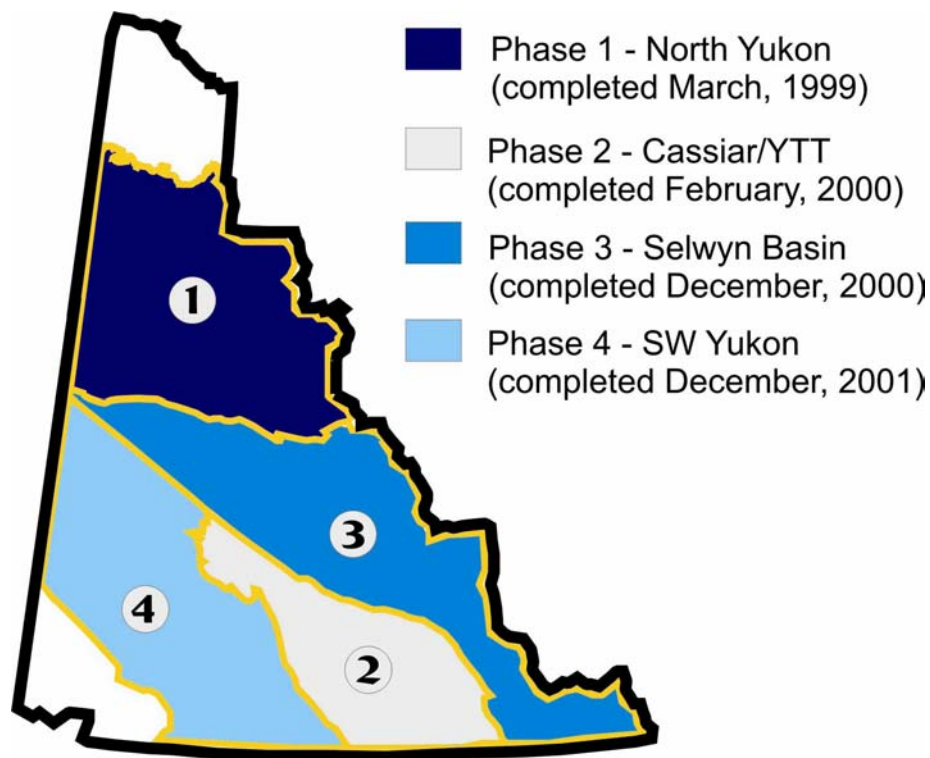 Phase 1 - North Yukon
(completed March, 1999)
Phase 2 - Cassiar/YTT
(completed February, 2000)
Phase 3 - Selwyn Basin
(completed December, 2000)
Phase 4 - SW Yukon
(completed December, 2001)
1
3
4
2